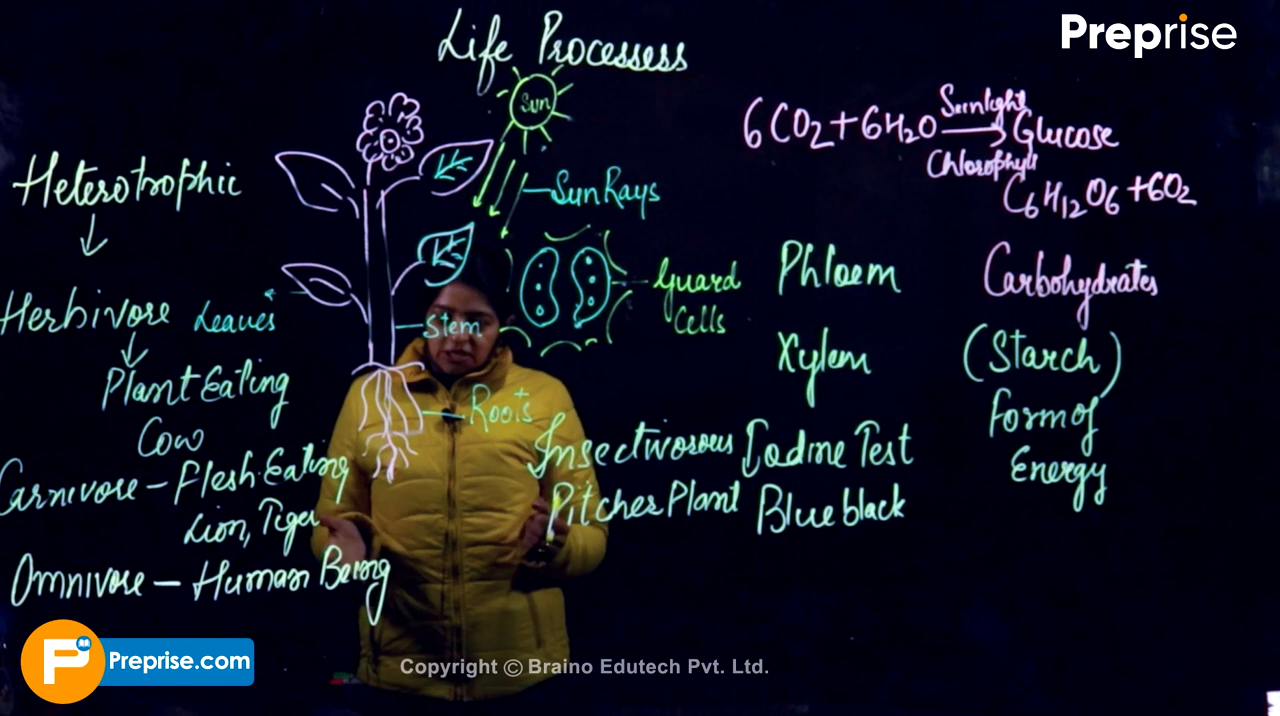 Preprise
Life Processess
Sun
Sun Rays
6CO2+6H2O Sunlight → Glucose
Chlorophyll
C6H12O6 +6O2
Heterotrophic
↓
Herbivore
↓
Plant Eating
Cow
Carnivore – Flesh Eating
Lion, Tiger
Omnivore – Human Being
Leaves
Stem
Roots
Guard
Cells
Phloem
Xylem
Insectivorous
Pitcher Plant
Iodine Test
Blue black
Carbohydrates
(Starch)
Form of
Energy
Preprise.com
Copyright © Braino Edutech Pvt. Ltd.